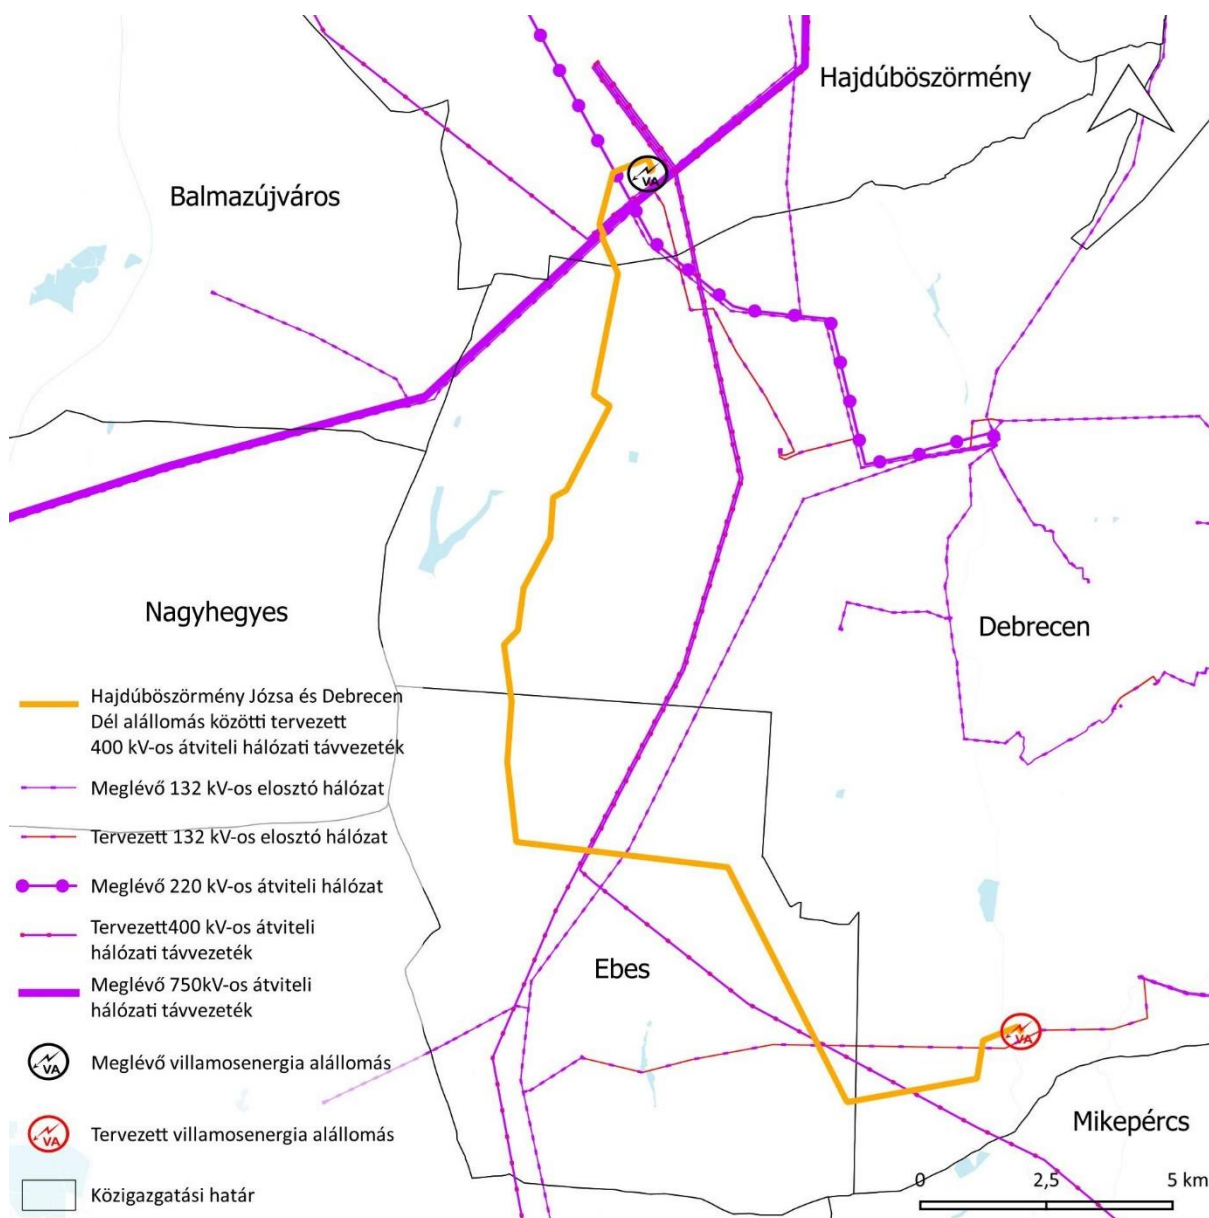 Hajdúböszörmény
Balmazújváros
VA
Nagyhegyes
Debrecen
Hajdúböszörmény Józsa és Debrecen
Dél alállomás közötti tervezett
400 kV-os átviteli hálózati távvezeték
Meglévő 132 kV-os elosztó hálózat
Tervezett 132 kV-os elosztó hálózat
Meglévő 220 kV-os átviteli hálózat
Tervezett400 kV-os átviteli
hálózati távvezeték
Ebes
Meglévő 750kV-os átviteli
hálózati távvezeték
VA
VA
Meglévő villamosenergia alállomás
VA
Tervezett villamosenergia alállomás
Mikepércs
Közigazgatási határ
0 2,5 5 km